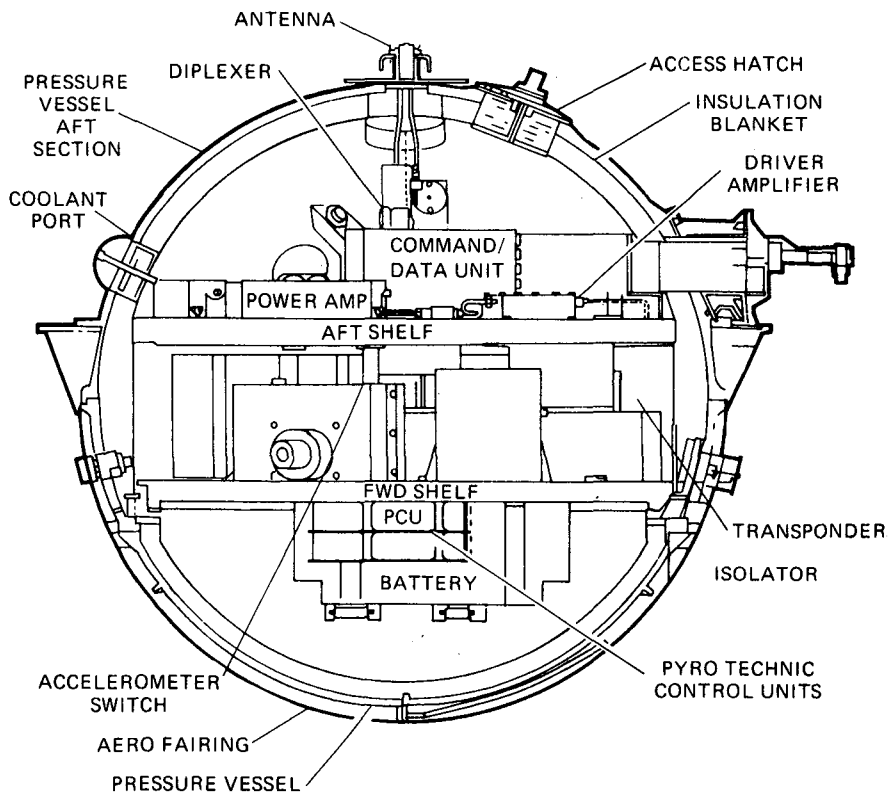 ANTENNA
DIPLEXER
ACCESS HATCH
PRESSURE
VESSEL
AFT
SECTION
INSULATION
BLANKET
DRIVER
AMPLIFIER
COOLANT
PORT
COMMAND/
DATA UNIT
POWER AMP
AFT SHELF
FWD SHELF
PCU
BATTERY
TRANSPONDER
ISOLATOR
ACCELEROMETER
SWITCH
PYRO TECHNIC
CONTROL UNITS
AERO FAIRING
PRESSURE VESSEL